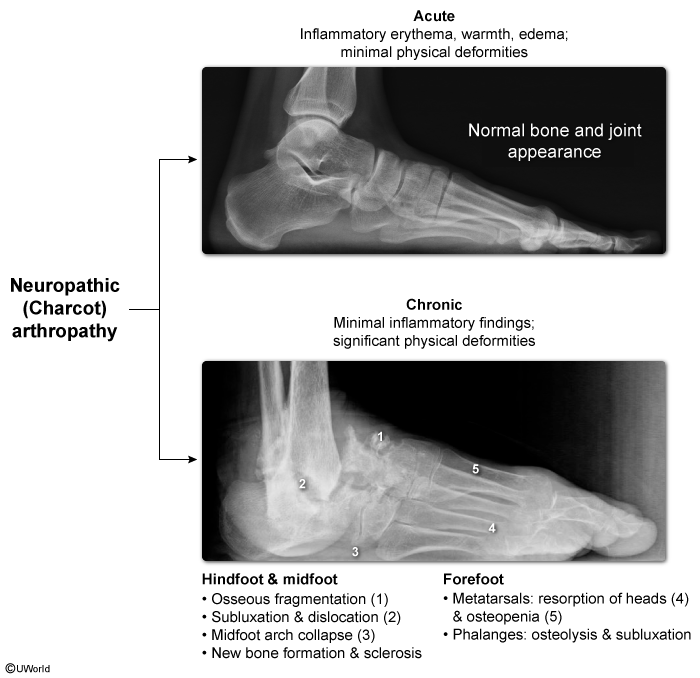 Acute
Inflammatory erythema, warmth, edema;
minimal physical deformities
Normal bone and joint
appearance
Neuropathic
(Charcot)
arthropathy
Chronic
Minimal inflammatory findings;
significant physical deformities
1
5
2
4
3
Hindfoot & midfoot
• Osseous fragmentation (1)
• Subluxation & dislocation (2)
• Midfoot arch collapse (3)
• New bone formation & sclerosis
Forefoot
• Metatarsals: resorption of heads (4)
& osteopenia (5)
• Phalanges: osteolysis & subluxation
©UWorld